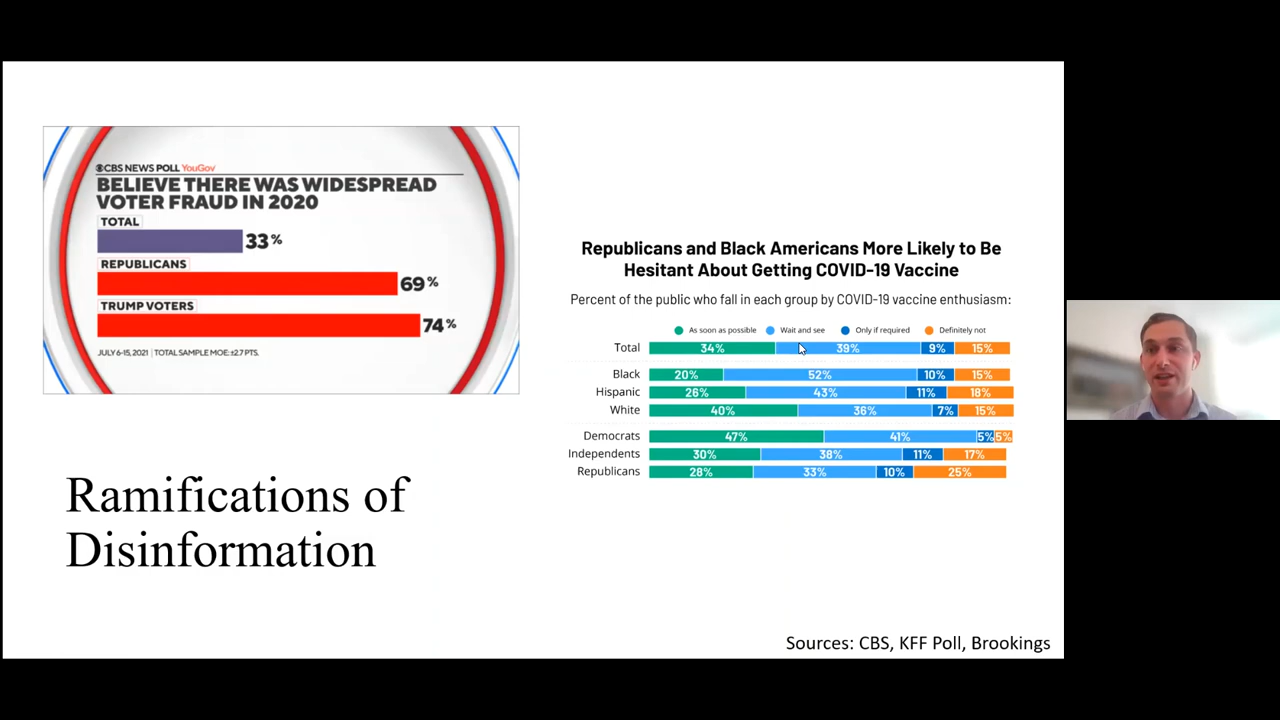 CBS NEWS POLL YouGov
BELIEVE THERE WAS WIDESPREAD
VOTER FRAUD IN 2020
TOTAL
33%
REPUBLICANS
69%
TRUMP VOTERS
74%
JULY 6-15, 2021 | TOTAL SAMPLE MOE: ±2.7 PTS.
Ramifications of
Disinformation
Republicans and Black Americans More Likely to Be
Hesitant About Getting COVID-19 Vaccine
Percent of the public who fall in each group by COVID-19 vaccine enthusiasm:
As soon as possible Wait and see Only if required Definitely not
Total 34% 39% 9% 15%
Black 20% 52% 10% 15%
Hispanic 26% 43% 11% 18%
White 40% 36% 7% 15%
Democrats 47% 41% 5% 5%
Independents 30% 38% 11% 17%
Republicans 28% 33% 10% 25%
Sources: CBS, KFF Poll, Brookings